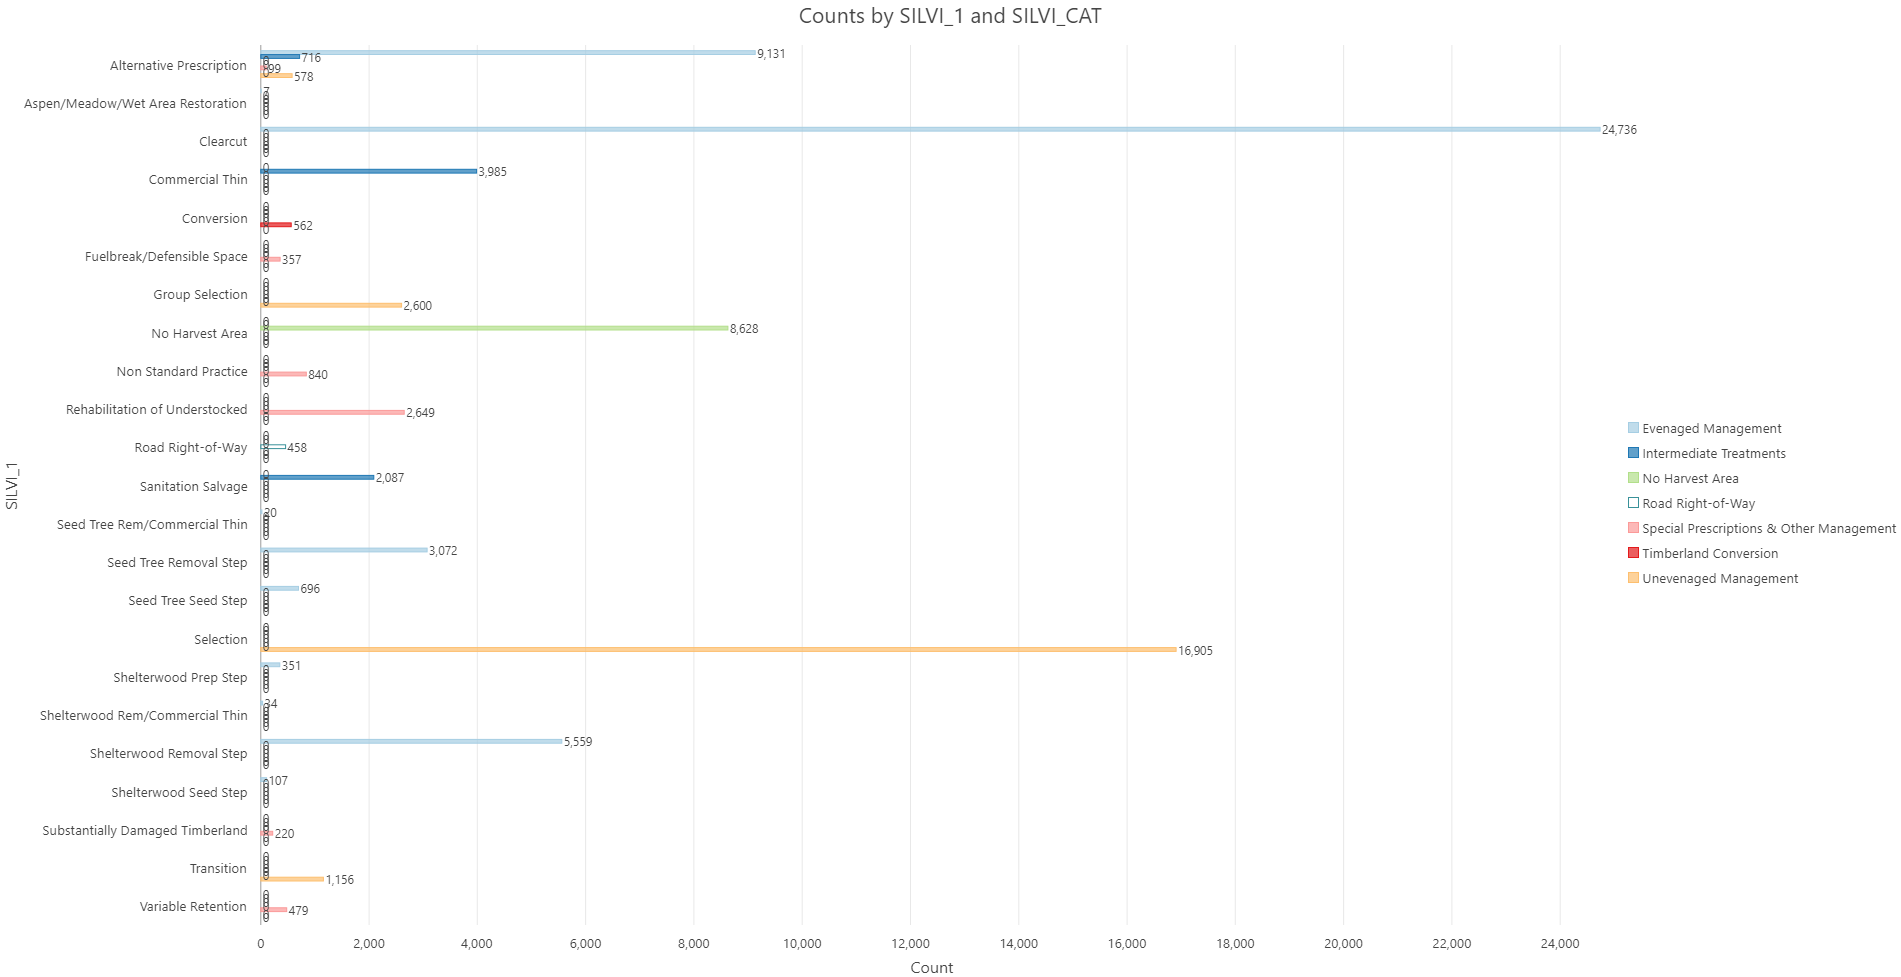 Counts by SILVI_1 and SILVI_CAT
SILVI_1
Alternative Prescription
9,131
716
99
578
Aspen/Meadow/Wet Area Restoration
7
Clearcut
24,736
Commercial Thin
3,985
Conversion
562
Fuelbreak/Defensible Space
357
Group Selection
2,600
No Harvest Area
8,628
Non Standard Practice
840
Rehabilitation of Understocked
2,649
Road Right-of-Way
458
Sanitation Salvage
2,087
Seed Tree Rem/Commercial Thin
20
Seed Tree Removal Step
3,072
Seed Tree Seed Step
696
Selection
16,905
Shelterwood Prep Step
351
Shelterwood Rem/Commercial Thin
34
Shelterwood Removal Step
5,559
Shelterwood Seed Step
107
Substantially Damaged Timberland
220
Transition
1,156
Variable Retention
479
0 2,000 4,000 6,000 8,000 10,000 12,000 14,000 16,000 18,000 20,000 22,000 24,000
Count
Evenaged Management
Intermediate Treatments
No Harvest Area
Road Right-of-Way
Special Prescriptions & Other Management
Timberland Conversion
Unevenaged Management